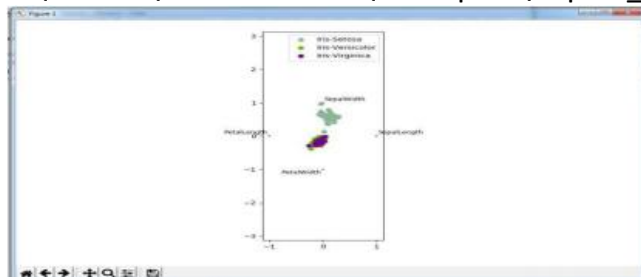 Figure 1
3
Iris-Setosa
Iris-Versicolor
Iris-Virginica
2
1
SepalWidth
PetalLength
0
SepalLength
−1
PetalWidth
−2
−3
−1
0
1